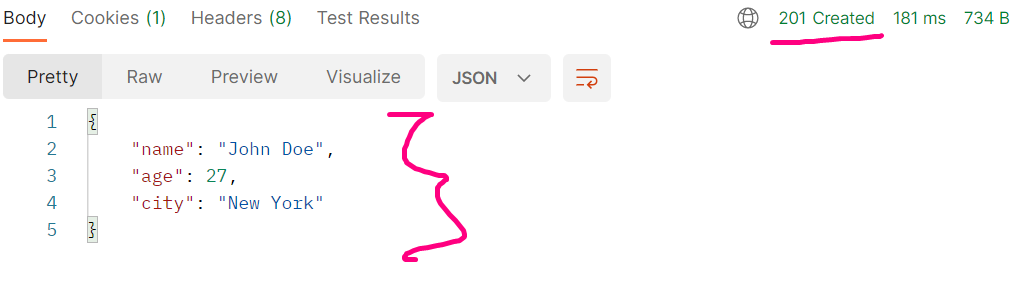 Body Cookies (1) Headers (8) Test Results 201 Created 181 ms 734 B
Pretty Raw Preview Visualize JSON
1 {
2 "name": "John Doe",
3 "age": 27,
4 "city": "New York"
5 }